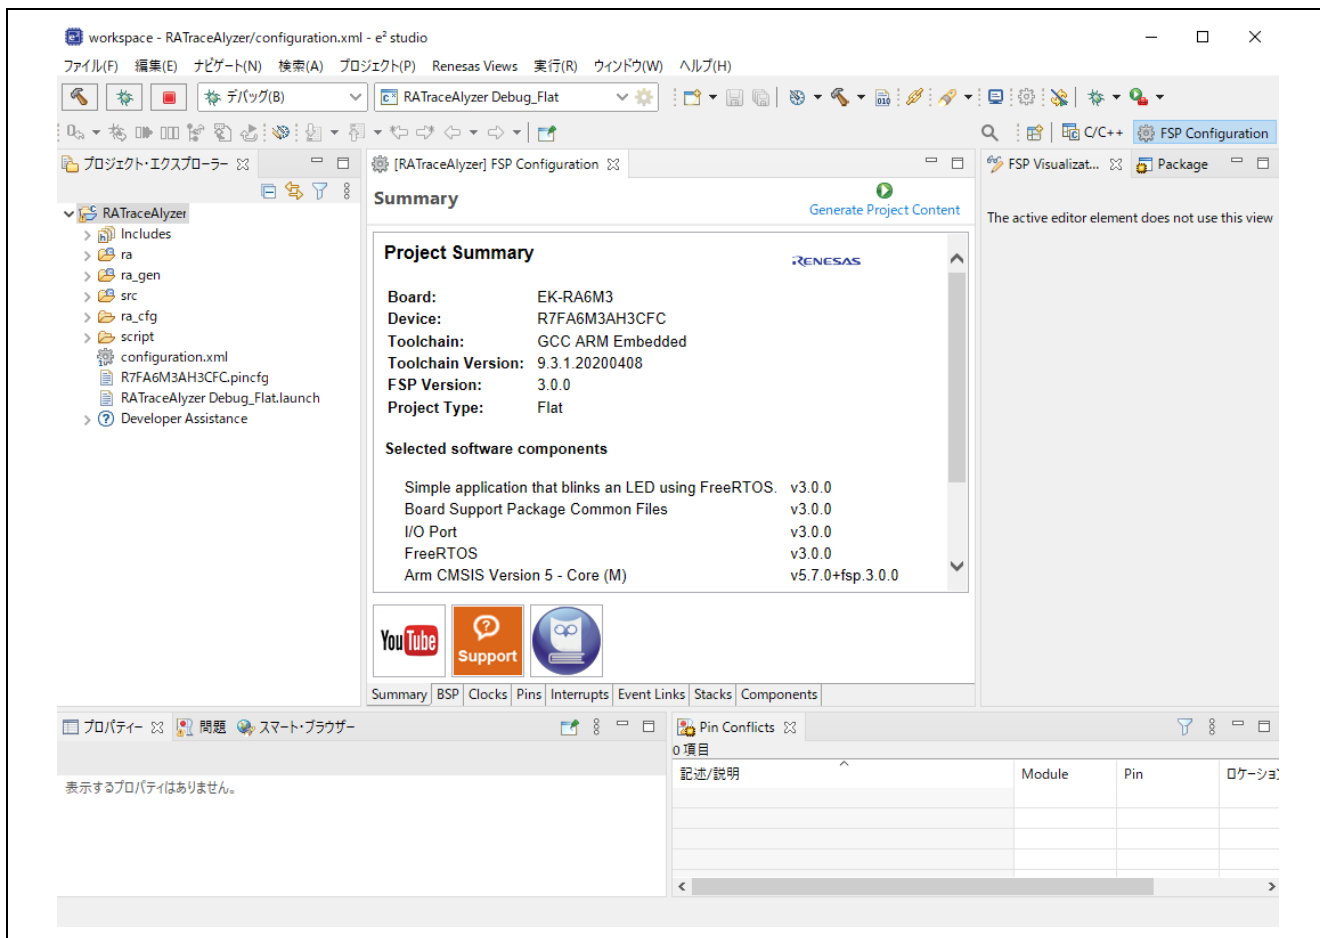 workspace - RATraceAlyzer/configuration.xml - e² studio
ファイル(F) 編集(E) ナビゲート(N) 検索(A) プロジェクト(P) Renesas Views 実行(R) ウィンドウ(W) ヘルプ(H)
デバッグ(B) RATraceAlyzer Debug_Flat
C/C++ FSP Configuration
プロジェクト・エクスプローラー
RATraceAlyzer
Includes
ra
ra_gen
src
ra_cfg
script
configuration.xml
R7FA6M3AH3CFC.pincfg
RATraceAlyzer Debug_Flat.launch
Developer Assistance
[RATraceAlyzer] FSP Configuration
Summary
Generate Project Content
Project Summary
RENESAS
Board: EK-RA6M3
Device: R7FA6M3AH3CFC
Toolchain: GCC ARM Embedded
Toolchain Version: 9.3.1.20200408
FSP Version: 3.0.0
Project Type: Flat
Selected software components
Simple application that blinks an LED using FreeRTOS. v3.0.0
Board Support Package Common Files v3.0.0
I/O Port v3.0.0
FreeRTOS v3.0.0
Arm CMSIS Version 5 - Core (M) v5.7.0+fsp.3.0.0
YouTube
Support
Summary BSP Clocks Pins Interrupts Event Links Stacks Components
FSP Visualizat... Package
The active editor element does not use this view
プロパティー 問題 スマート・ブラウザー
表示するプロパティはありません。
Pin Conflicts
0 項目
記述/説明 Module Pin ロケーション